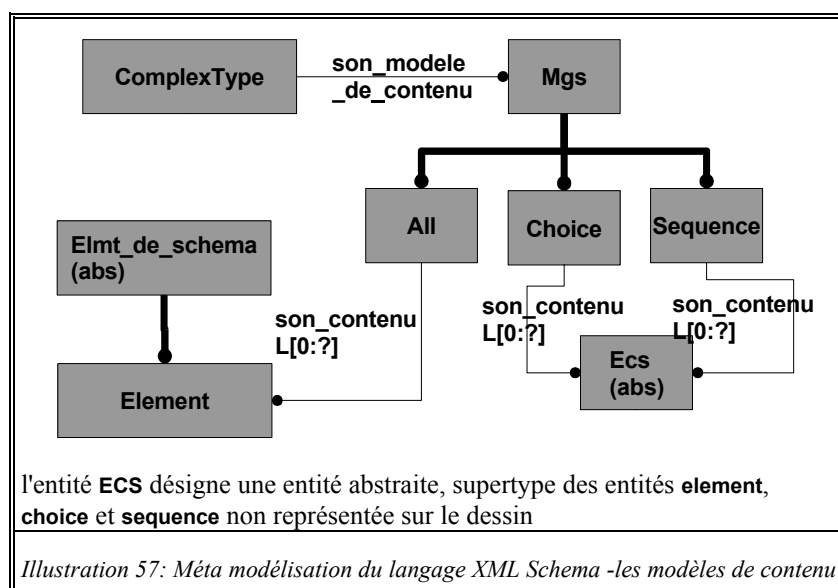 ComplexType
son_modele
_de_contenu
Mgs
All
Choice
Sequence
Elmt_de_schema
(abs)
son_contenu
L[0:?]
son_contenu
L[0:?]
son_contenu
L[0:?]
Ecs
(abs)
Element
l'entité ECS désigne une entité abstraite, supertype des entités element,
choice et sequence non représentée sur le dessin
Illustration 57: Méta modélisation du langage XML Schema -les modèles de contenu